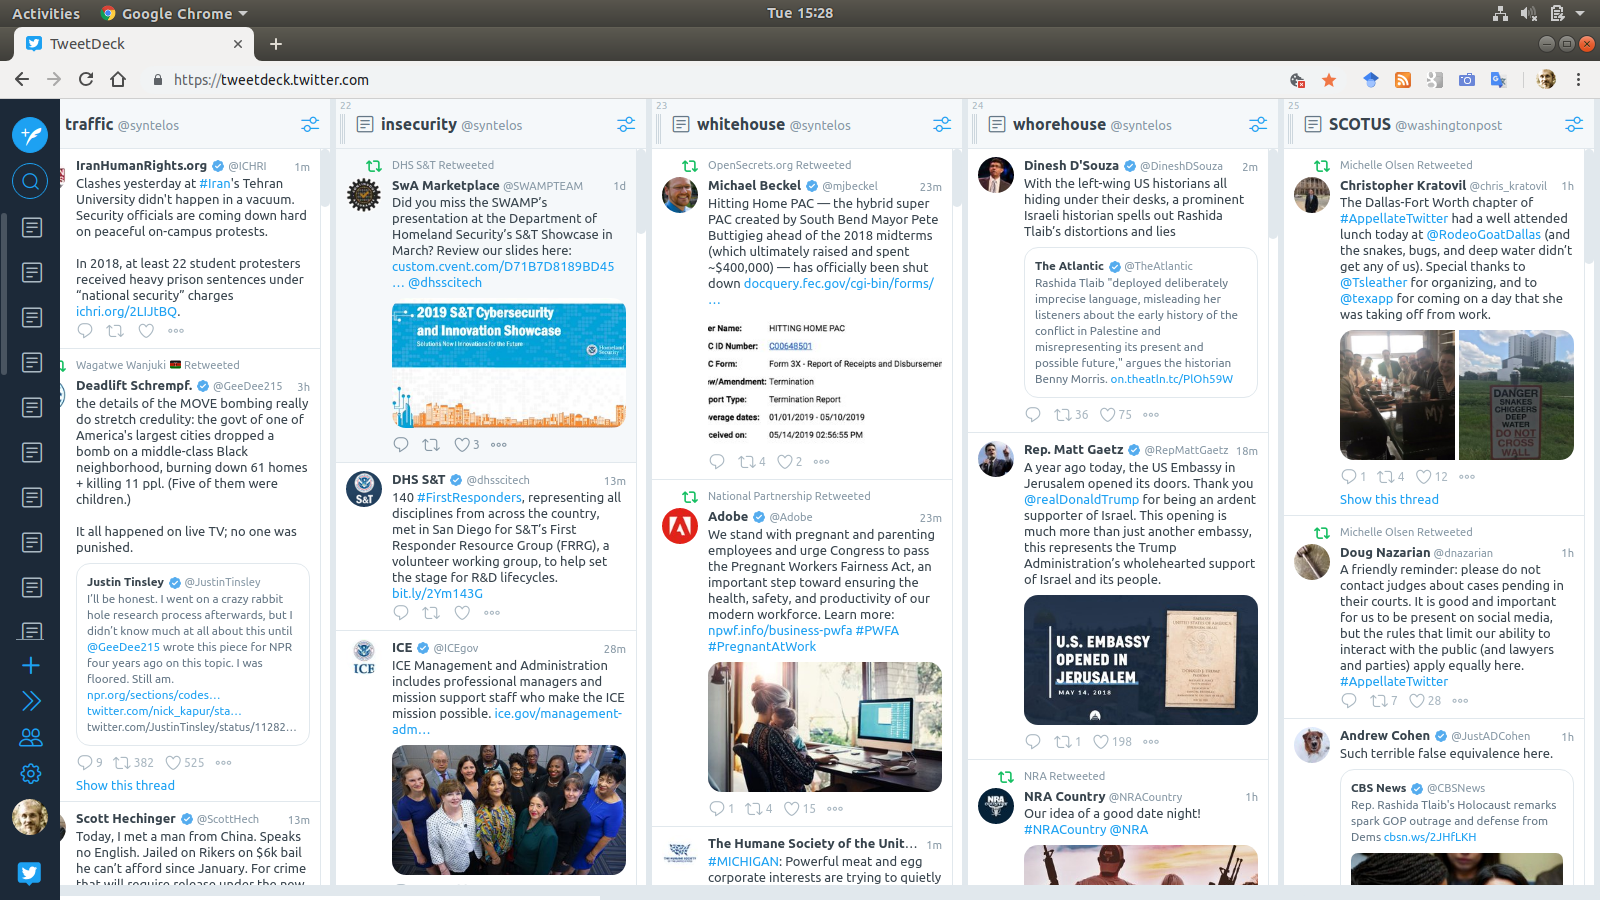 Activities
Google Chrome
Tue 15:28
TweetDeck
https://tweetdeck.twitter.com
traffic @syntelos
IranHumanRights.org @ICHRI 1m
Clashes yesterday at #Iran's Tehran
University didn't happen in a vacuum.
Security officials are coming down hard
on peaceful on-campus protests.
In 2018, at least 22 student protesters
received heavy prison sentences under
“national security” charges
ichri.org/2LIJtBQ.
Wagatwe Wanjuki Retweeted
Deadlift Schrempf. @GeeDee215 3h
the details of the MOVE bombing really
do stretch credulity: the govt of one of
America's largest cities dropped a
bomb on a middle-class Black
neighborhood, burning down 61 homes
+ killing 11 ppl. (Five of them were
children.)
It all happened on live TV; no one was
punished.
Justin Tinsley @JustinTinsley
I’ll be honest. I went on a crazy rabbit
hole research process afterwards, but I
didn’t know much at all about this until
@GeeDee215 wrote this piece for NPR
four years ago on this topic. I was
floored. Still am.
npr.org/sections/codes…
twitter.com/nick_kapur/sta…
twitter.com/JustinTinsley/status/11282…
9 382 525
Show this thread
Scott Hechinger @ScottHech 13m
Today, I met a man from China. Speaks
no English. Jailed on Rikers on $6k bail
he can’t afford since January. For crime
that will require release under the new
22
insecurity @syntelos
DHS S&T Retweeted
SwA Marketplace @SWAMPTEAM 1d
Did you miss the SWAMP’s
presentation at the Department of
Homeland Security’s S&T Showcase in
March? Review our slides here:
custom.cvent.com/D71B7D8189BD45
… @dhsscitech
2019 S&T Cybersecurity
and Innovation Showcase
Solutions Now | Innovations for the Future
Homeland
Security
3
S&T
DHS S&T @dhsscitech 13m
140 #FirstResponders, representing all
disciplines from across the country,
met in San Diego for S&T’s First
Responder Resource Group (FRRG), a
volunteer working group, to help set
the stage for R&D lifecycles.
bit.ly/2Ym143G
ICE
ICE @ICEgov 28m
ICE Management and Administration
includes professional managers and
mission support staff who make the ICE
mission possible. ice.gov/management-
adm…
23
whitehouse @syntelos
OpenSecrets.org Retweeted
Michael Beckel @mjbeckel 23m
Hitting Home PAC — the hybrid super
PAC created by South Bend Mayor Pete
Buttigieg ahead of the 2018 midterms
(which ultimately raised and spent
~$400,000) — has officially been shut
down docquery.fec.gov/cgi-bin/forms/
…
er Name: HITTING HOME PAC
C ID Number: C00648501
C Form: Form 3X - Report of Receipts and Disbursemer
w/Amendment: Termination
port Type: Termination Report
verage dates: 01/01/2019 - 05/10/2019
ceived on: 05/14/2019 02:56:55 PM
4 2
National Partnership Retweeted
Adobe @Adobe 23m
We stand with pregnant and parenting
employees and urge Congress to pass
the Pregnant Workers Fairness Act, an
important step toward ensuring the
health, safety, and productivity of our
modern workforce. Learn more:
npwf.info/business-pwfa #PWFA
#PregnantAtWork
1 4 15
The Humane Society of the Unit… 1m
#MICHIGAN: Powerful meat and egg
corporate interests are trying to quietly
24
whorehouse @syntelos
Dinesh D'Souza @DineshDSouza 2m
With the left-wing US historians all
hiding under their desks, a prominent
Israeli historian spells out Rashida
Tlaib’s distortions and lies
The Atlantic @TheAtlantic
Rashida Tlaib "deployed deliberately
imprecise language, misleading her
listeners about the early history of the
conflict in Palestine and
misrepresenting its present and
possible future," argues the historian
Benny Morris. on.theatln.tc/PlOh59W
36 75
Rep. Matt Gaetz @RepMattGaetz 18m
A year ago today, the US Embassy in
Jerusalem opened its doors. Thank you
@realDonaldTrump for being an ardent
supporter of Israel. This opening is
much more than just another embassy,
this represents the Trump
Administration’s wholehearted support
of Israel and its people.
U.S. EMBASSY
OPENED IN
JERUSALEM
MAY 14, 2018
1 198
NRA Retweeted
NRA
COUNTRY
NRA Country @NRACountry 1h
Our idea of a good date night!
#NRACountry @NRA
25
SCOTUS @washingtonpost
Michelle Olsen Retweeted
Christopher Kratovil @chris_kratovil 1h
The Dallas-Fort Worth chapter of
#AppellateTwitter had a well attended
lunch today at @RodeoGoatDallas (and
the snakes, bugs, and deep water didn’t
get any of us). Special thanks to
@Tsleather for organizing, and to
@texapp for coming on a day that she
was taking off from work.
DANGER
SNAKES
CHIGGERS
DEEP
WATER
DO NOT
CROSS
WALL
1 4 12
Show this thread
Michelle Olsen Retweeted
Doug Nazarian @dnazarian 1h
A friendly reminder: please do not
contact judges about cases pending in
their courts. It is good and important
for us to be present on social media,
but the rules that limit our ability to
interact with the public (and lawyers
and parties) apply equally here.
#AppellateTwitter
7 28
Andrew Cohen @JustADCohen 1h
Such terrible false equivalence here.
CBS News @CBSNews
Rep. Rashida Tlaib's Holocaust remarks
spark GOP outrage and defense from
Dems cbsn.ws/2JHfLKH